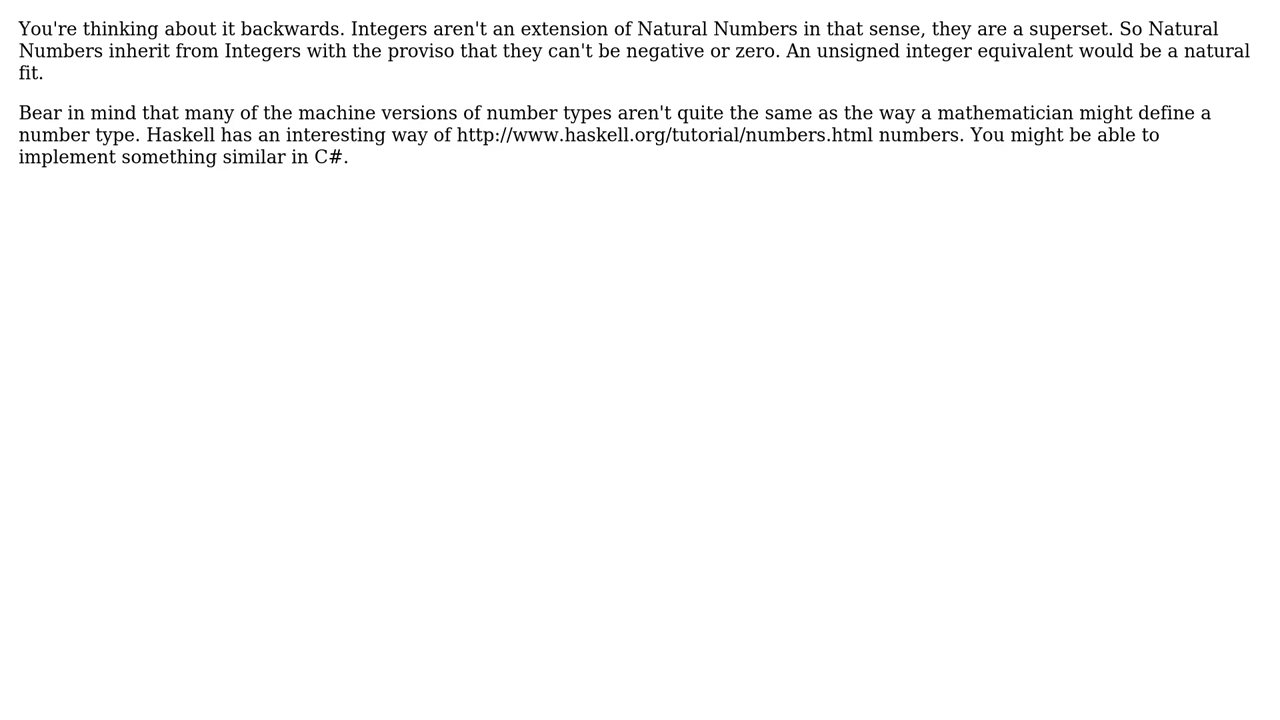 You're thinking about it backwards. Integers aren't an extension of Natural Numbers in that sense, they are a superset. So Natural
Numbers inherit from Integers with the proviso that they can't be negative or zero. An unsigned integer equivalent would be a natural
fit.
Bear in mind that many of the machine versions of number types aren't quite the same as the way a mathematician might define a
number type. Haskell has an interesting way of http://www.haskell.org/tutorial/numbers.html numbers. You might be able to
implement something similar in C#.